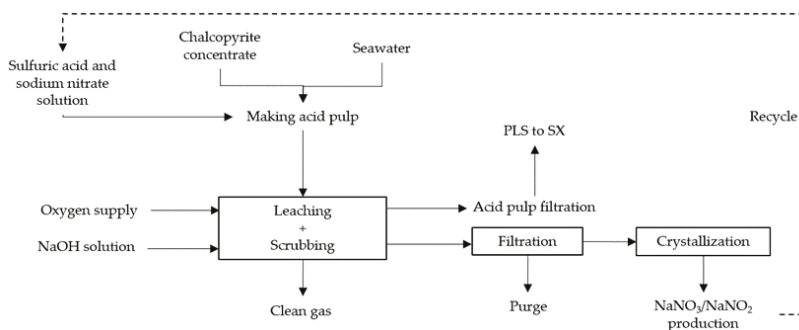 Chalcopyrite
concentrate
Seawater
Sulfuric acid and
sodium nitrate
solution
Making acid pulp
Recycle
PLS to SX
Oxygen supply
Leaching
+
Scrubbing
Acid pulp filtration
NaOH solution
Filtration
Crystallization
Clean gas
Purge
NaNO₃/NaNO₂
production